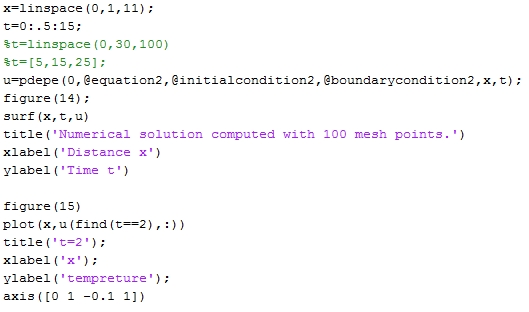 x=linspace(0,1,11);
t=0:.5:15;
%t=linspace(0,30,100)
%t=[5,15,25];
u=pdepe(0,@equation2,@initialcondition2,@boundarycondition2,x,t);
figure(14);
surf(x,t,u)
title('Numerical solution computed with 100 mesh points.')
xlabel('Distance x')
ylabel('Time t')
figure(15)
plot(x,u(find(t==2),:))
title('t=2');
xlabel('x');
ylabel('tempreture');
axis([0 1 -0.1 1])